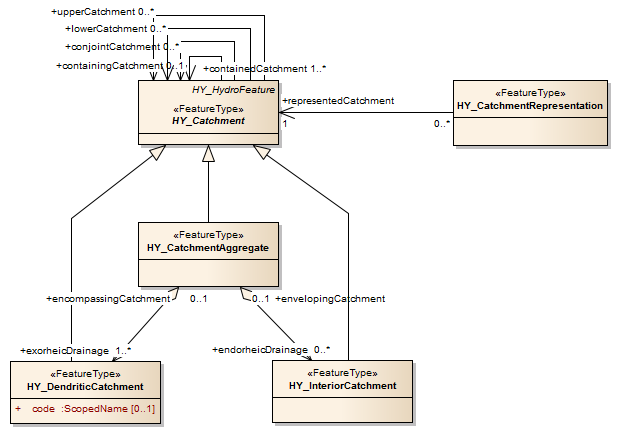 +upperCatchment 0..*
+lowerCatchment 0..*
+conjointCatchment 0..*
+containingCatchment 0..1
+containedCatchment 1..*
HY_HydroFeature
«FeatureType»
HY_Catchment
+representedCatchment
1
0..*
«FeatureType»
HY_CatchmentRepresentation
«FeatureType»
HY_CatchmentAggregate
+encompassingCatchment 0..1
0..1 +envelopingCatchment
+exorheicDrainage 1..*
+endorheicDrainage 0..*
«FeatureType»
HY_DendriticCatchment
+ code :ScopedName [0..1]
«FeatureType»
HY_InteriorCatchment